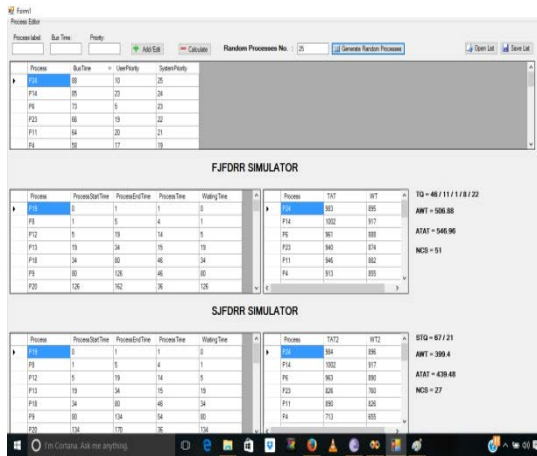 Form1
Process Editor
Process label: Bus Time: Priority:
Add/Edit Calculate Random Processes No. : 25 Generate Random Processes Open List Save List
Process BusTime UserPriority SystemPriority
P24 88 10 25
P14 85 23 24
P6 73 5 23
P23 66 19 22
P11 64 20 21
P4 58 17 19
FJFDRR SIMULATOR
Process ProcessStartTime ProcessEndTime ProcessTime WaitingTime
P19 0 1 1 0
P8 1 5 4 1
P12 5 19 14 5
P13 19 34 15 19
P18 34 80 46 34
P9 80 126 46 80
P20 126 162 36 126
Process TAT WT
P24 983 895
P14 1002 917
P6 961 888
P23 940 874
P11 946 882
P4 913 855
TQ = 46 / 11 / 1 / 8 / 22
AWT = 506.88
ATAT = 546.96
NCS = 51
SJFDRR SIMULATOR
Process ProcessStartTime ProcessEndTime ProcessTime WaitingTime
P19 0 1 1 0
P8 1 5 4 1
P12 5 19 14 5
P13 19 34 15 19
P18 34 80 46 34
P9 80 134 54 80
P20 134 170 36 134
Process TAT2 WT2
P24 984 896
P14 1002 917
P6 963 890
P23 826 760
P11 890 826
P4 713 655
STQ = 67 / 21
AWT = 399.4
ATAT = 439.48
NCS = 27
I'm Cortana. Ask me anything.